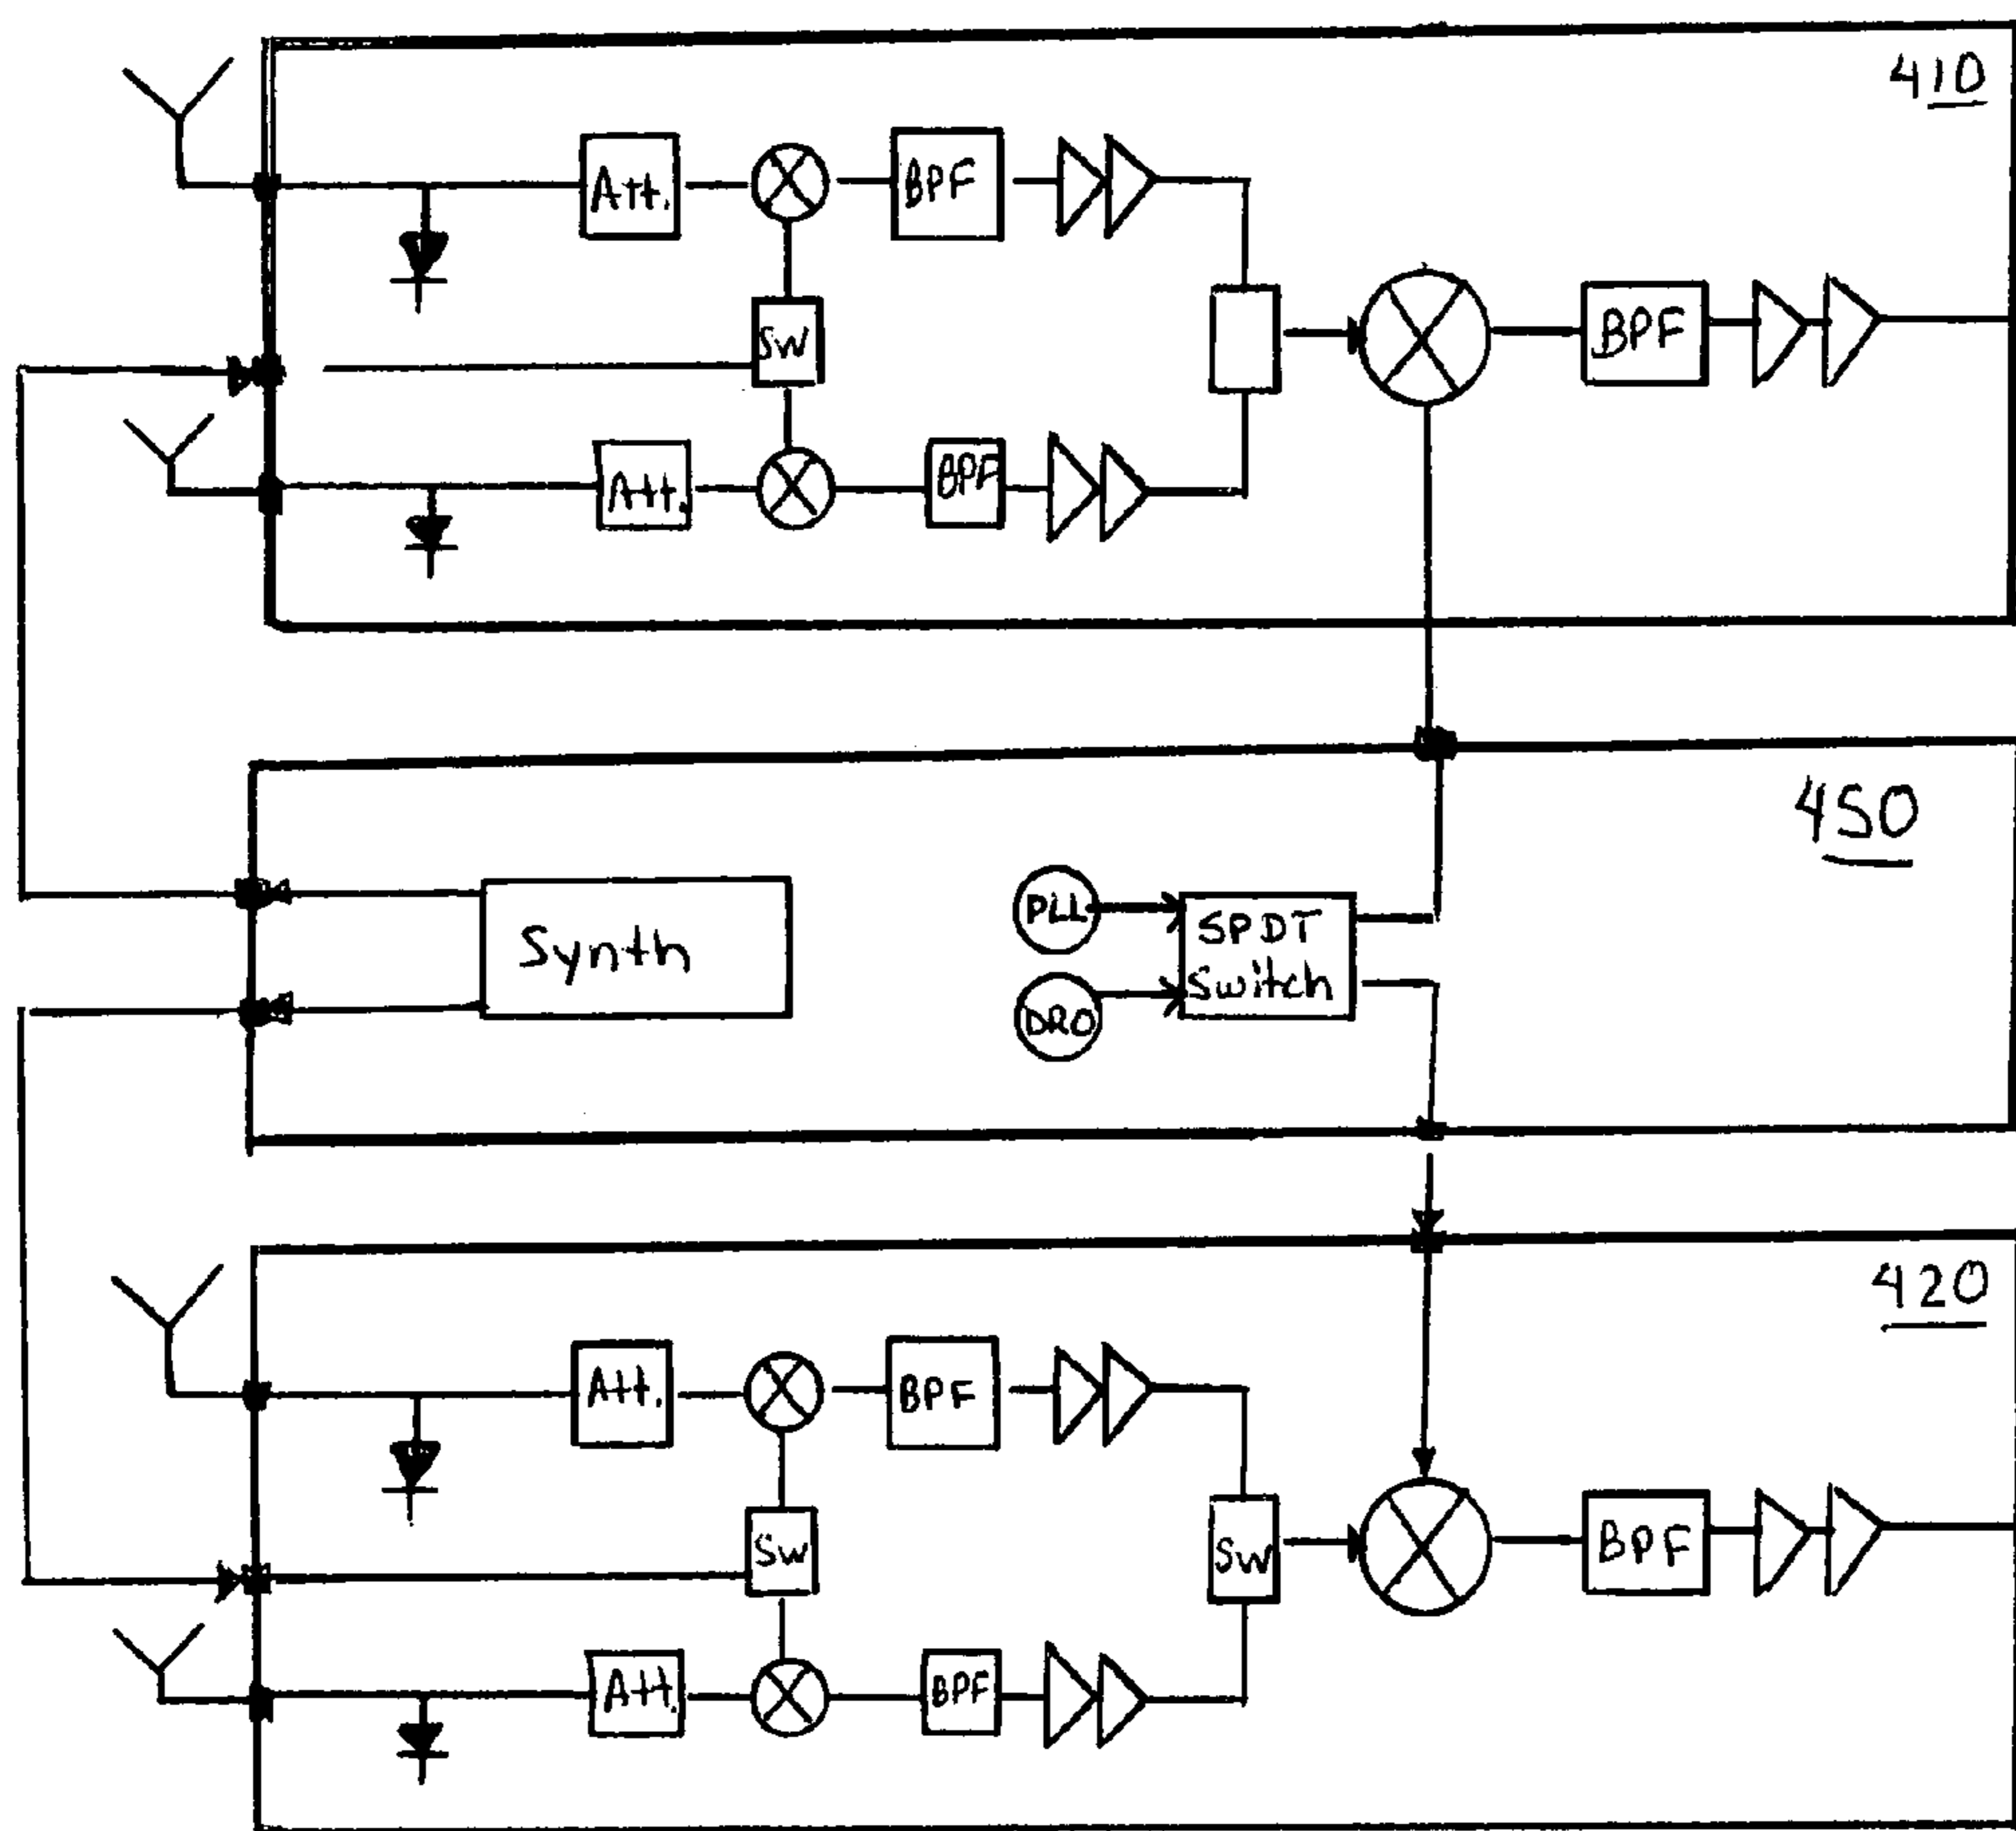 410
Att.
BPF
SW
BPF
Att.
BPF
450
Synth
PLL
SPDT
Switch
DRO
420
Att.
BPF
Sw
Sw
BPF
Att.
BPF